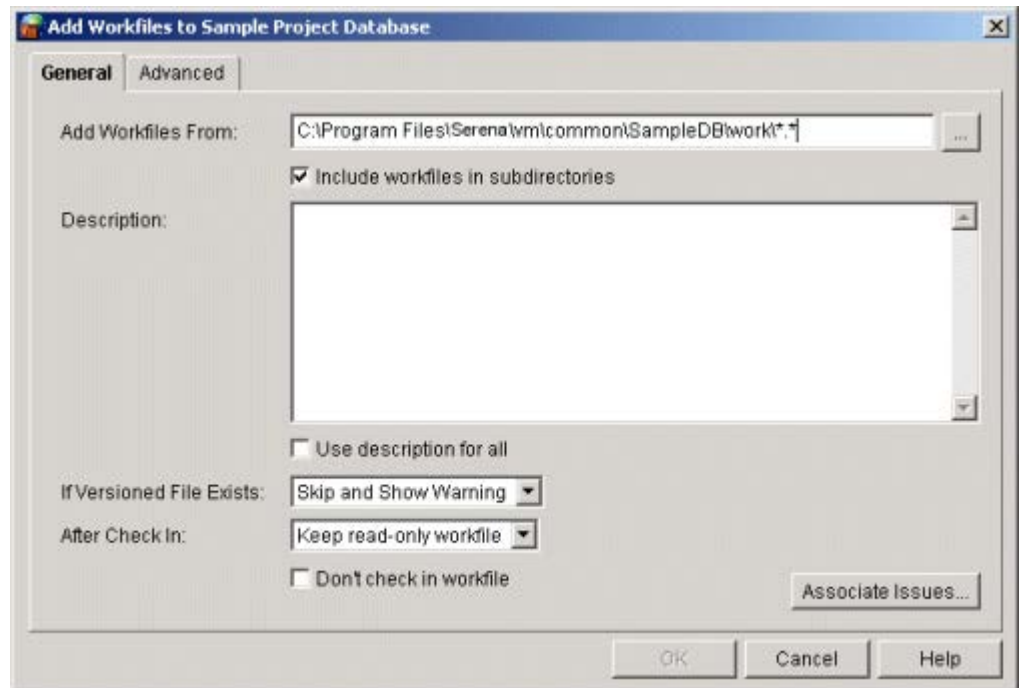 Add Workfiles to Sample Project Database
General Advanced
Add Workfiles From: C:\Program Files\Serena\vm\common\SampleDB\work\*.* ...
Include workfiles in subdirectories
Description:
Use description for all
If Versioned File Exists: Skip and Show Warning
After Check In: Keep read-only workfile
Don't check in workfile
Associate Issues...
OK Cancel Help